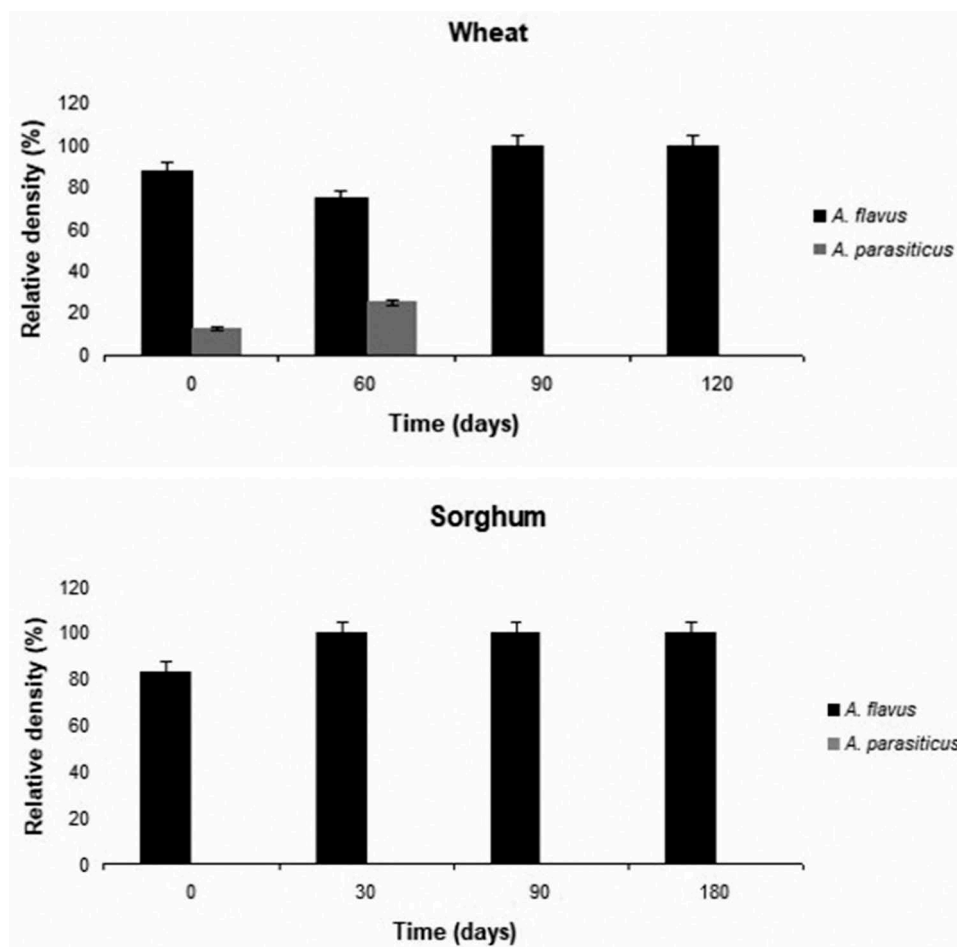 Wheat
Relative density (%)
120
100
80
60
40
20
0
0 60 90 120
Time (days)
A. flavus
A. parasiticus
Sorghum
Relative density (%)
120
100
80
60
40
20
0
0 30 90 180
Time (days)
A. flavus
A. parasiticus